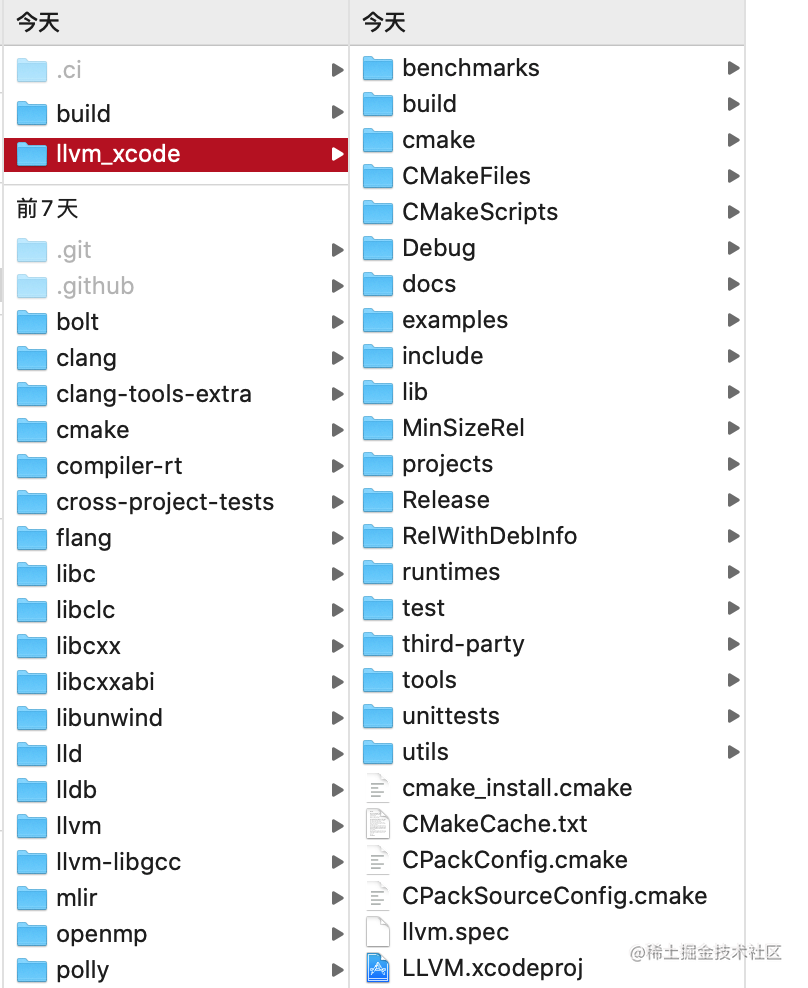 今天
.ci
build
llvm_xcode
前 7 天
.git
.github
bolt
clang
clang-tools-extra
cmake
compiler-rt
cross-project-tests
flang
libc
libclc
libcxx
libcxxabi
libunwind
lld
lldb
llvm
llvm-libgcc
mlir
openmp
polly
今天
benchmarks
build
cmake
CMakeFiles
CMakeScripts
Debug
docs
examples
include
lib
MinSizeRel
projects
Release
RelWithDebInfo
runtimes
test
third-party
tools
unittests
utils
cmake_install.cmake
CMakeCache.txt
CPackConfig.cmake
CPackSourceConfig.cmake
llvm.spec
LLVM.xcodeproj
@稀土掘金技术社区